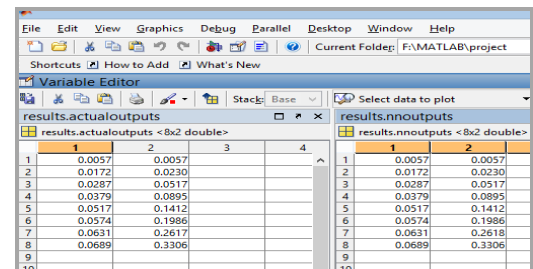 File Edit View Graphics Debug Parallel Desktop Window Help
Current Folder: F:\MATLAB\project
Shortcuts How to Add What's New
Variable Editor
Stack: Base Select data to plot
results.actualoutputs results.nnoutputs
results.actualoutputs <8x2 double> results.nnoutputs <8x2 double>
1 2 3 4 1 2
1 0.0057 0.0057 1 0.0057 0.0057
2 0.0172 0.0230 2 0.0172 0.0230
3 0.0287 0.0517 3 0.0287 0.0517
4 0.0379 0.0895 4 0.0379 0.0895
5 0.0517 0.1412 5 0.0517 0.1412
6 0.0574 0.1986 6 0.0574 0.1986
7 0.0631 0.2617 7 0.0631 0.2618
8 0.0689 0.3306 8 0.0689 0.3306
9 9
10 10